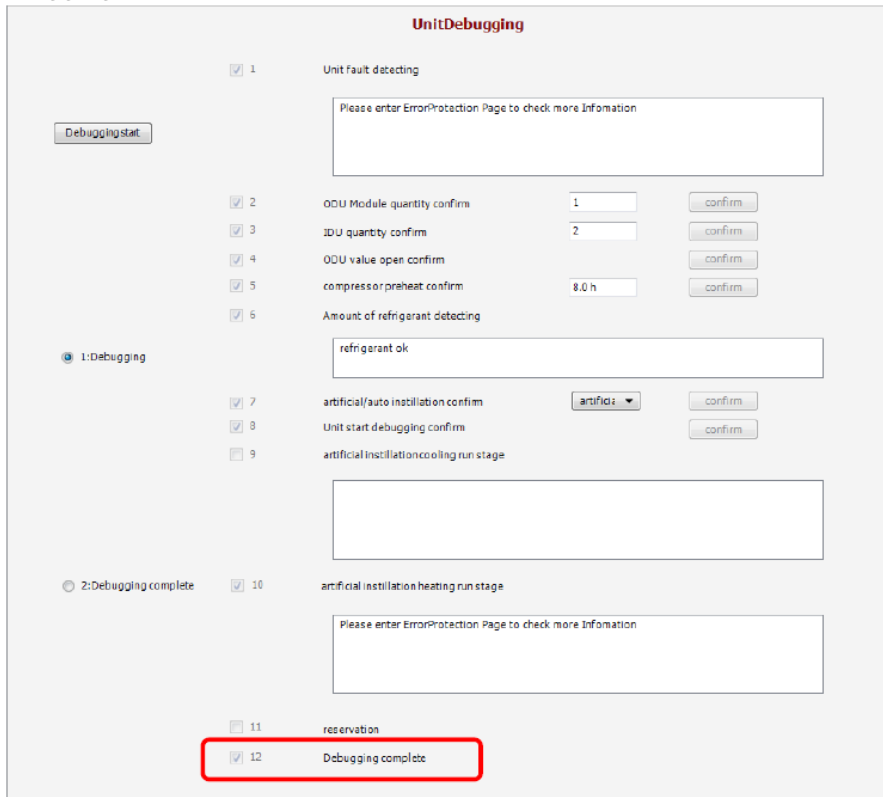 UnitDebugging
1 Unit fault detecting
Please enter ErrorProtection Page to check more Infomation
Debuggingstart
2 ODU Module quantity confirm 1 confirm
3 IDU quantity confirm 2 confirm
4 ODU value open confirm confirm
5 compressor preheat confirm 8.0 h confirm
6 Amount of refrigerant detecting
refrigerant ok
1:Debugging
7 artificial/auto instillation confirm artificia confirm
8 Unit start debugging confirm confirm
9 artificial instillationcooling run stage
2:Debugging complete 10 artificial instillation heating run stage
Please enter ErrorProtection Page to check more Infomation
11 reservation
12 Debugging complete